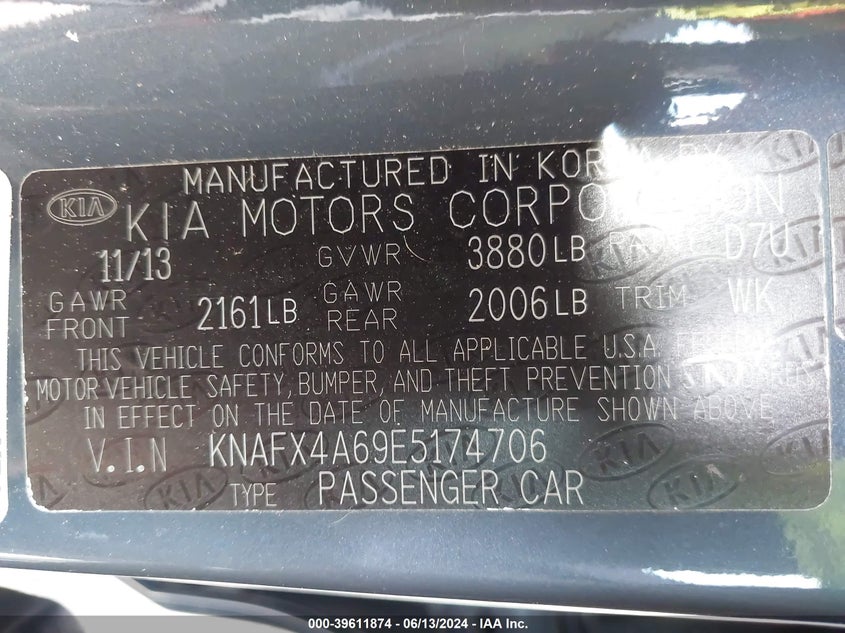 MANUFACTURED IN
KIA KIA MOTORS
11/13 GVWR 3880LB D7U
GAWR FRONT 2161LB GAWR REAR 2006LB TRIM WK
THIS VEHICLE CONFORMS TO ALL APPLICABLE U.S.A.
MOTOR VEHICLE SAFETY, BUMPER, AND THEFT PREVENTION
IN EFFECT ON THE DATE OF MANUFACTURE SHOWN ABOVE
V.I.N KNAFX4A69E5174706
TYPE PASSENGER CAR
000-39611874 | 06/13/2024 - IAA Inc.